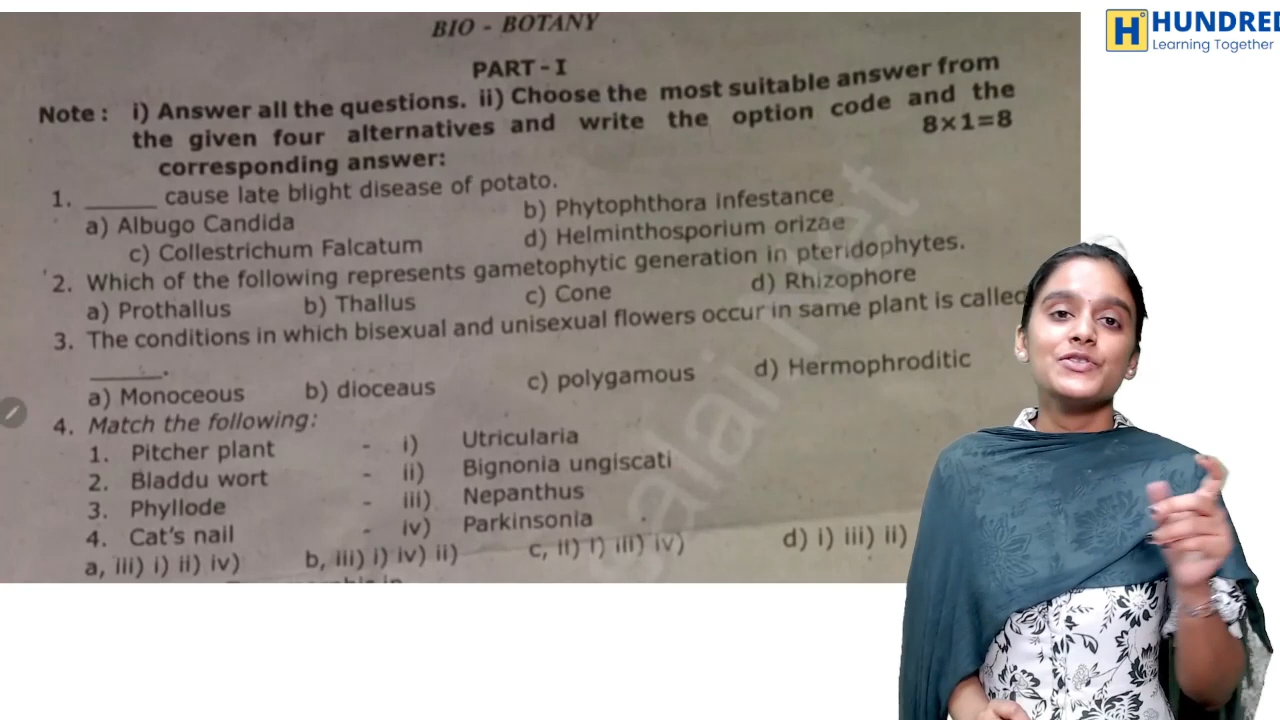 BIO - BOTANY
HUNDRED
Learning Together
PART - I
Note : i) Answer all the questions. ii) Choose the most suitable answer from
the given four alternatives and write the option code and the
corresponding answer: 8×1=8
1. ______ cause late blight disease of potato.
a) Albugo Candida b) Phytophthora infestance
c) Collestrichum Falcatum d) Helminthosporium orizae
2. Which of the following represents gametophytic generation in pteridophytes.
a) Prothallus b) Thallus c) Cone d) Rhizophore
3. The conditions in which bisexual and unisexual flowers occur in same plant is called
______.
a) Monoceous b) dioceaus c) polygamous d) Hermophroditic
4. Match the following:
1. Pitcher plant - i) Utricularia
2. Bladdu wort - ii) Bignonia ungiscati
3. Phyllode - iii) Nepanthus
4. Cat's nail - iv) Parkinsonia
a, iii) i) ii) iv) b, iii) i) iv) ii) c, ii) i) iii) iv) d) i) iii) ii)